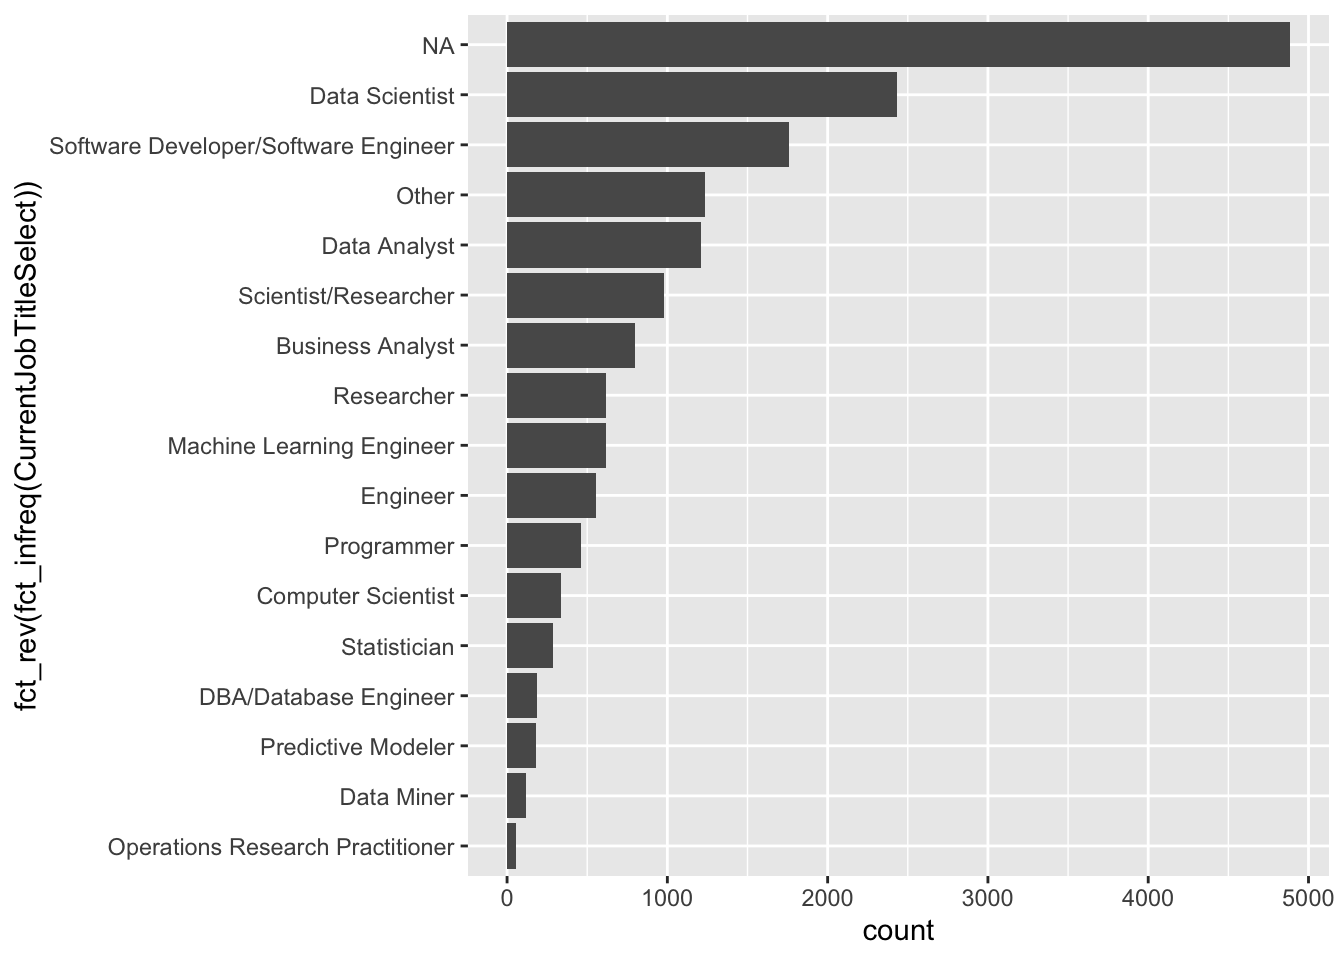 fct_rev(fct_infreq(CurrentJobTitleSelect))
NA
Data Scientist
Software Developer/Software Engineer
Other
Data Analyst
Scientist/Researcher
Business Analyst
Researcher
Machine Learning Engineer
Engineer
Programmer
Computer Scientist
Statistician
DBA/Database Engineer
Predictive Modeler
Data Miner
Operations Research Practitioner
0 1000 2000 3000 4000 5000
count